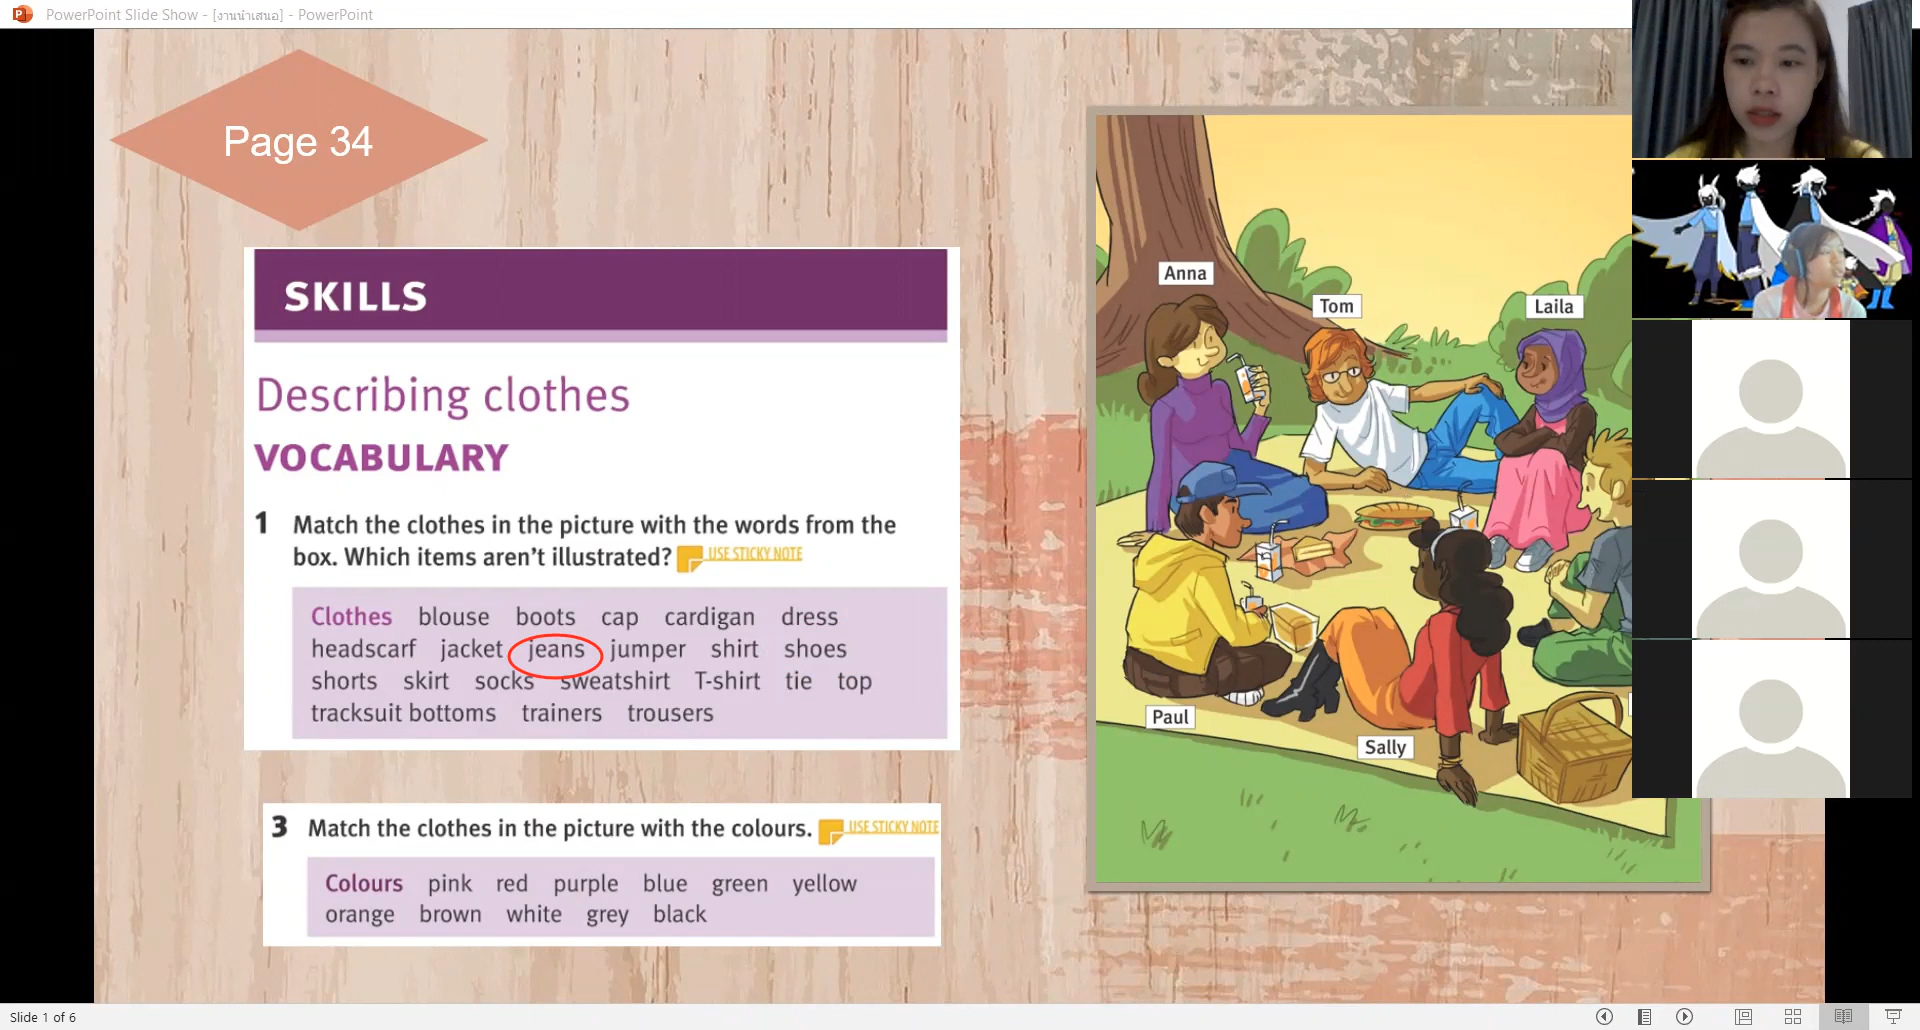 PowerPoint Slide Show - [งานนำเสนอ] - PowerPoint
Page 34
SKILLS
Describing clothes
VOCABULARY
1 Match the clothes in the picture with the words from the
box. Which items aren't illustrated? USE STICKY NOTE
Clothes blouse boots cap cardigan dress
headscarf jacket jeans jumper shirt shoes
shorts skirt socks sweatshirt T-shirt tie top
tracksuit bottoms trainers trousers
3 Match the clothes in the picture with the colours. USE STICKY NOTE
Colours pink red purple blue green yellow
orange brown white grey black
Anna
Tom
Laila
Paul
Sally
Slide 1 of 6